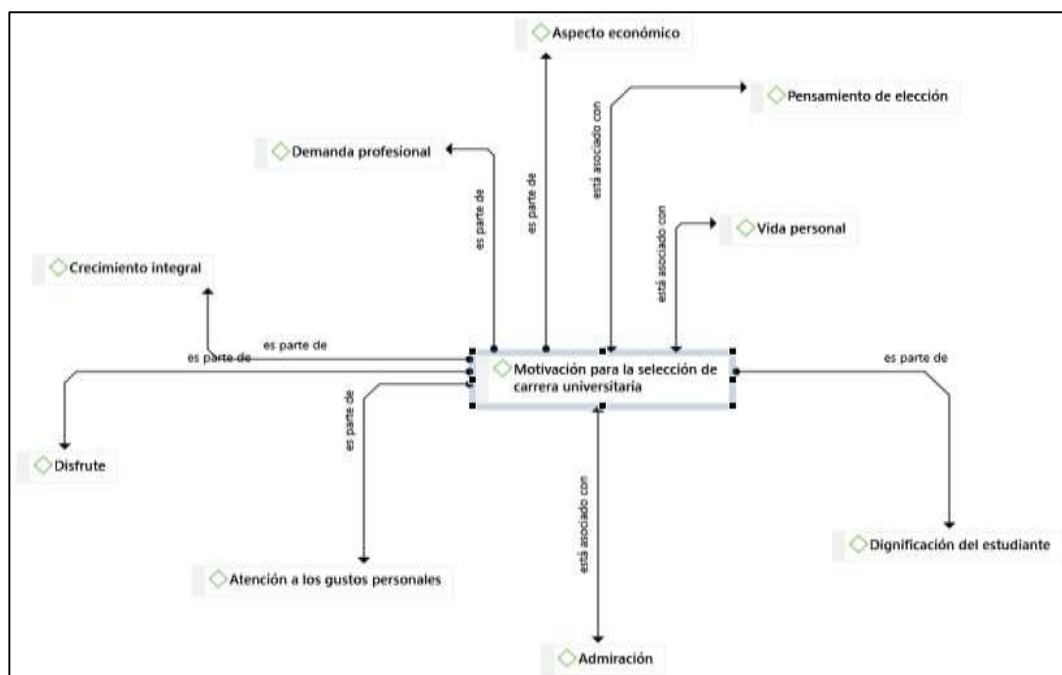 Aspecto económico
Pensamiento de elección
está asociado con
Demanda profesional
es parte de
es parte de
Vida personal
está asociado con
Crecimiento integral
es parte de
es parte de
Motivación para la selección de
carrera universitaria
es parte de
es parte de
Disfrute
está asociado con
Dignificación del estudiante
Atención a los gustos personales
Admiración